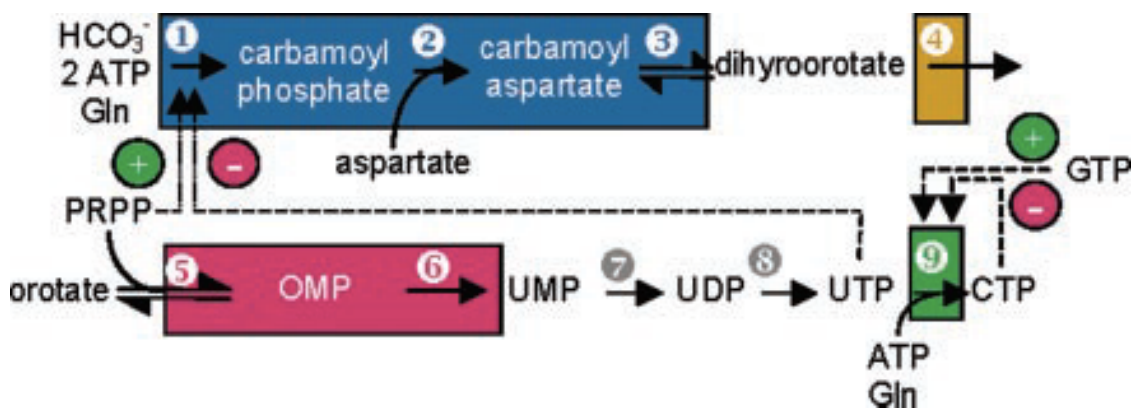 HCO₃⁻
2 ATP
Gln
1
carbamoyl
phosphate
2
carbamoyl
aspartate
3
dihyroorotate
4
aspartate
+
-
PRPP
+
GTP
-
orotate
5
OMP
6
UMP
7
UDP
8
UTP
9
CTP
ATP
Gln